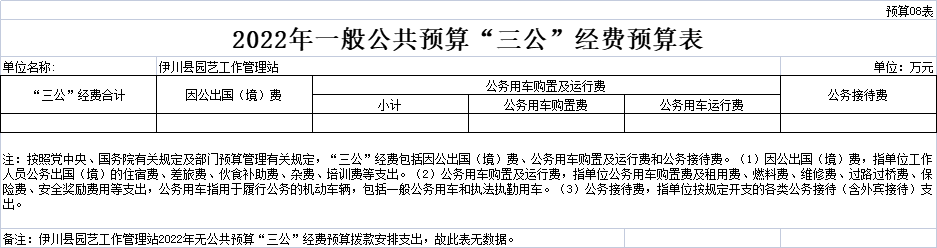 预算08表
2022年一般公共预算“三公”经费预算表
单位名称: 伊川县园艺工作管理站 单位：万元
“三公”经费合计 因公出国（境）费 公务用车购置及运行费 公务接待费
小计 公务用车购置费 公务用车运行费
注：按照党中央、国务院有关规定及部门预算管理有关规定，“三公”经费包括因公出国（境）费、公务用车购置及运行费和公务接待费。（1）因公出国（境）费，指单位工作
人员公务出国（境）的住宿费、差旅费、伙食补助费、杂费、培训费等支出。（2）公务用车购置及运行费，指单位公务用车购置费及租用费、燃料费、维修费、过路过桥费、保
险费、安全奖励费用等支出，公务用车指用于履行公务的机动车辆，包括一般公务用车和执法执勤用车。（3）公务接待费，指单位按规定开支的各类公务接待（含外宾接待）支
出。
备注：伊川县园艺工作管理站2022年无公共预算“三公”经费预算拨款安排支出，故此表无数据。